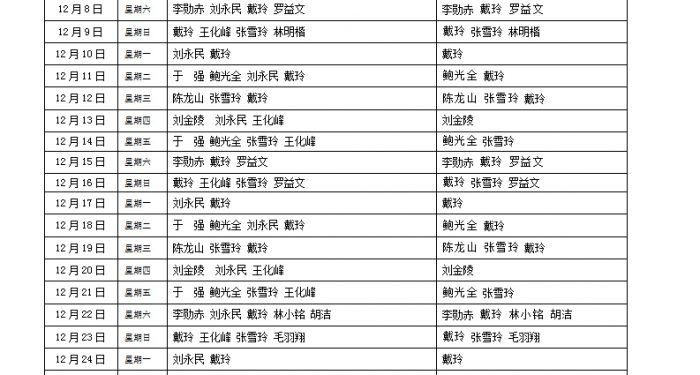 12月8日 星期六 李勋赤 刘永民 戴玲 罗益文 李勋赤 戴玲 罗益文
12月9日 星期日 戴玲 王化峰 张雪玲 林明楷 戴玲 张雪玲 林明楷
12月10日 星期一 刘永民 戴玲 戴玲
12月11日 星期二 于 强 鲍光全 刘永民 戴玲 鲍光全 戴玲
12月12日 星期三 陈龙山 张雪玲 戴玲 陈龙山 张雪玲 戴玲
12月13日 星期四 刘金陵 刘永民 王化峰 刘金陵
12月14日 星期五 于 强 鲍光全 张雪玲 王化峰 鲍光全 张雪玲
12月15日 星期六 李勋赤 戴玲 罗益文 李勋赤 戴玲 罗益文
12月16日 星期日 戴玲 王化峰 张雪玲 罗益文 戴玲 张雪玲 罗益文
12月17日 星期一 刘永民 戴玲 戴玲
12月18日 星期二 于 强 鲍光全 刘永民 戴玲 鲍光全 戴玲
12月19日 星期三 陈龙山 张雪玲 戴玲 陈龙山 张雪玲 戴玲
12月20日 星期四 刘金陵 刘永民 王化峰 刘金陵
12月21日 星期五 于 强 鲍光全 张雪玲 王化峰 鲍光全 张雪玲
12月22日 星期六 李勋赤 刘永民 戴玲 林小铭 胡洁 李勋赤 戴玲 林小铭 胡洁
12月23日 星期日 戴玲 王化峰 张雪玲 毛羽翔 戴玲 张雪玲 毛羽翔
12月24日 星期一 刘永民 戴玲 戴玲